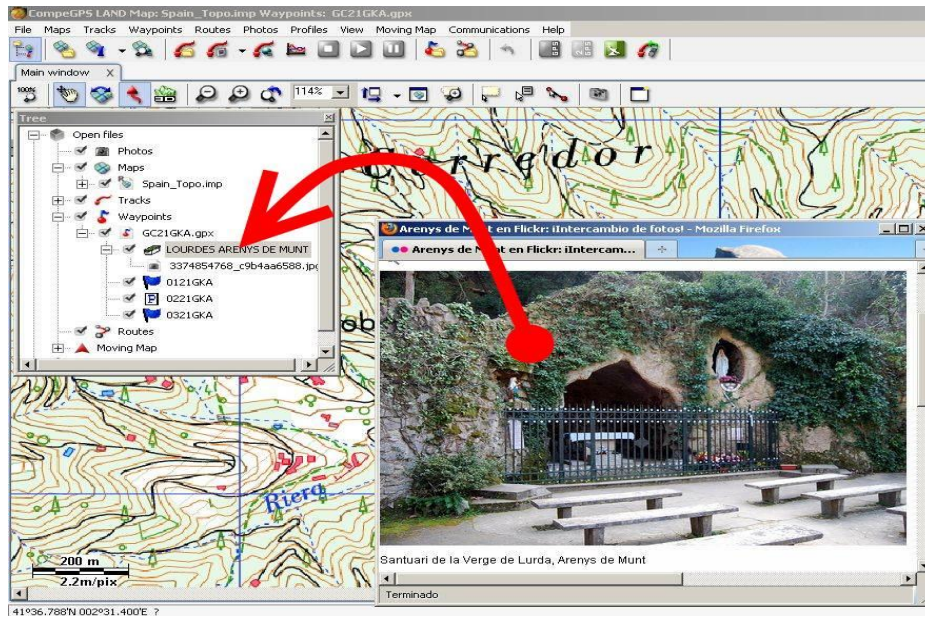 CompeGPS LAND Map: Spain_Topo.imp Waypoints: GC21GKA.gpx
File Maps Tracks Waypoints Routes Photos Profiles View Moving Map Communications Help
Main window X
100%
114%
Tree
Open files
Photos
Maps
Spain_Topo.imp
Tracks
Waypoints
GC21GKA.gpx
LOURDES ARENYS DE MUNT
3374854768_c9b4aa6588.jp
0121GKA
P 0221GKA
0321GKA
Routes
Moving Map
Corredor
ob
Riera
200 m
2.2m/pix
Arenys de Munt en Flickr: ¡Intercambio de fotos! - Mozilla Firefox
Arenys de Munt en Flickr: ¡Intercam...
Santuari de la Verge de Lurda, Arenys de Munt
Terminado
41°36.788'N 002°31.400'E ?